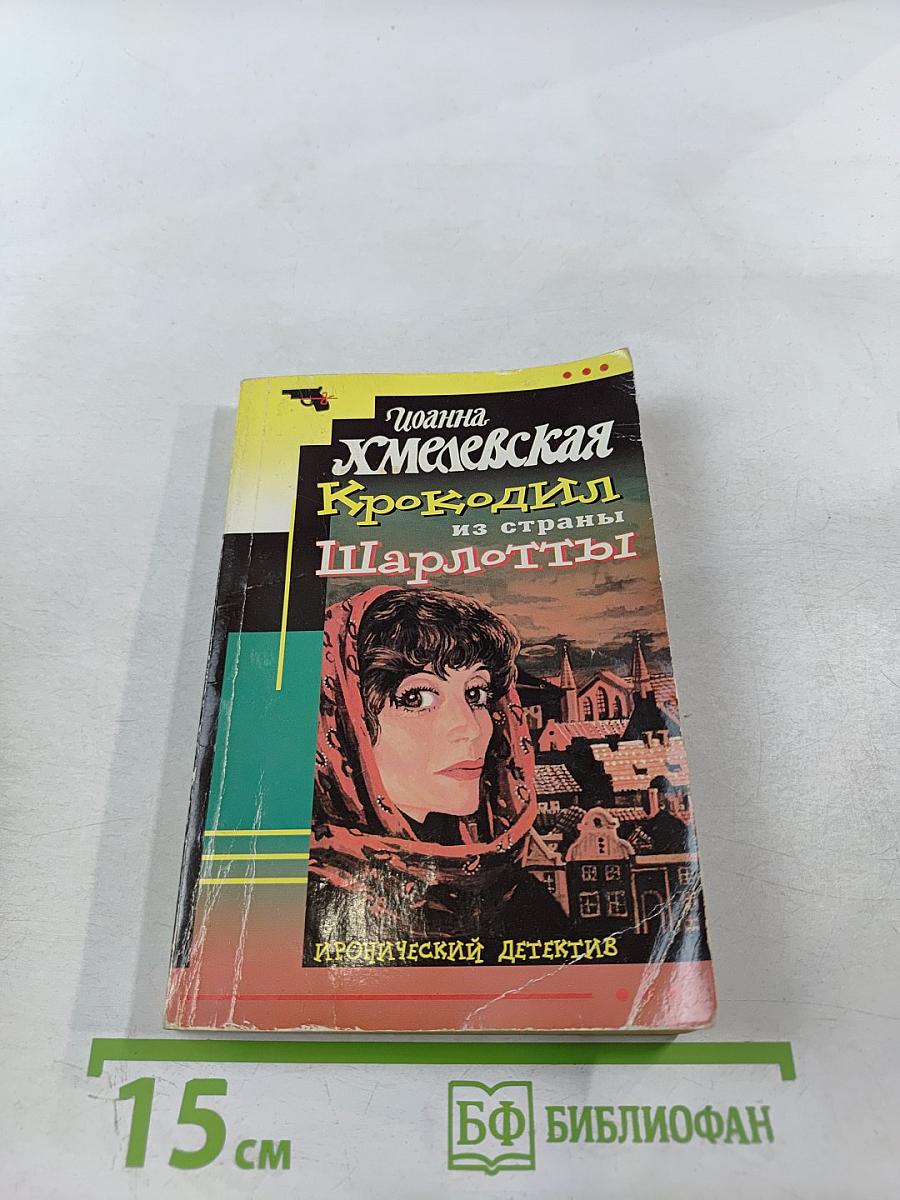 Иоанна
Хмелевская
Крокодил
из страны
Шарлотты
ИРОНИЧЕСКИЙ ДЕТЕКТИВ
15 см
БФ БИБЛИОФАН